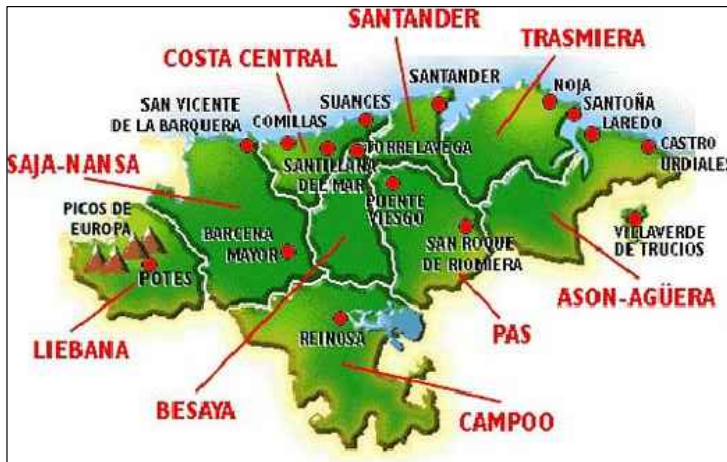 SANTANDER
TRASMIERA
COSTA CENTRAL
SANTANDER
NOJA
SUANCES
SANTOÑA
SAN VICENTE
DE LA BARQUERA
COMILLAS
LAREDO
TORRELAVEGA
CASTRO
URDIALES
SANTILLANA
DEL MAR
SAJA-NANSA
PUENTE
VIESGO
PICOS DE
EUROPA
BARCENA
MAYOR
SAN ROQUE
DE RIOMIERA
VILLAVERDE
DE TRUCIOS
POTES
ASON-AGÜERA
REINOSA
PAS
LIEBANA
BESAYA
CAMPOO